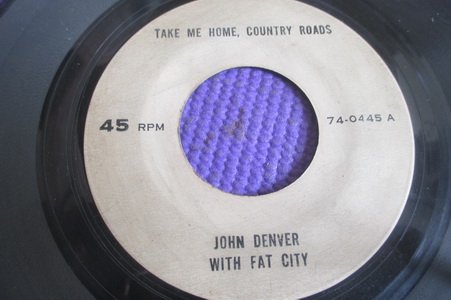 TAKE ME HOME, COUNTRY ROADS
45 RPM
74-0445 A
JOHN DENVER
WITH FAT CITY